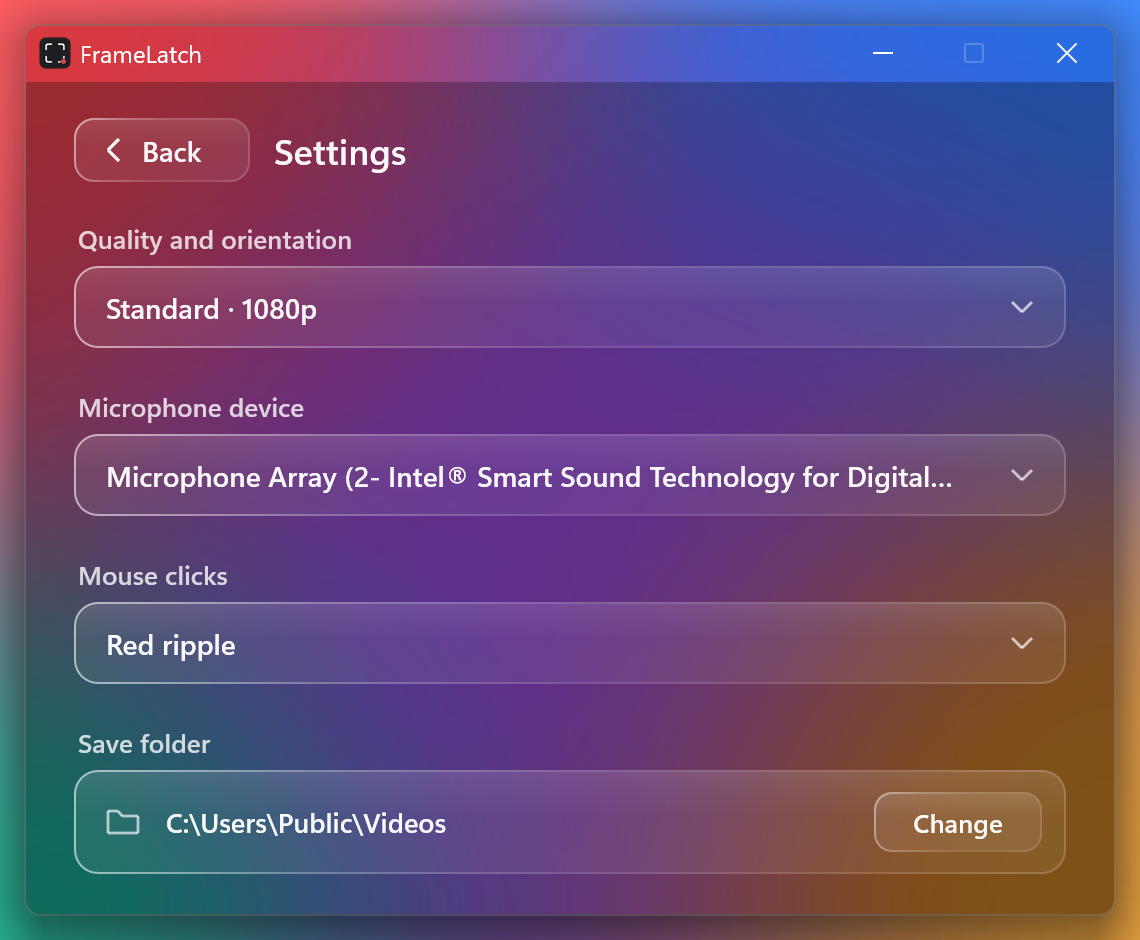 FrameLatch
Back
Settings
Quality and orientation
Standard · 1080p
Microphone device
Microphone Array (2- Intel® Smart Sound Technology for Digital...
Mouse clicks
Red ripple
Save folder
C:\Users\Public\Videos
Change